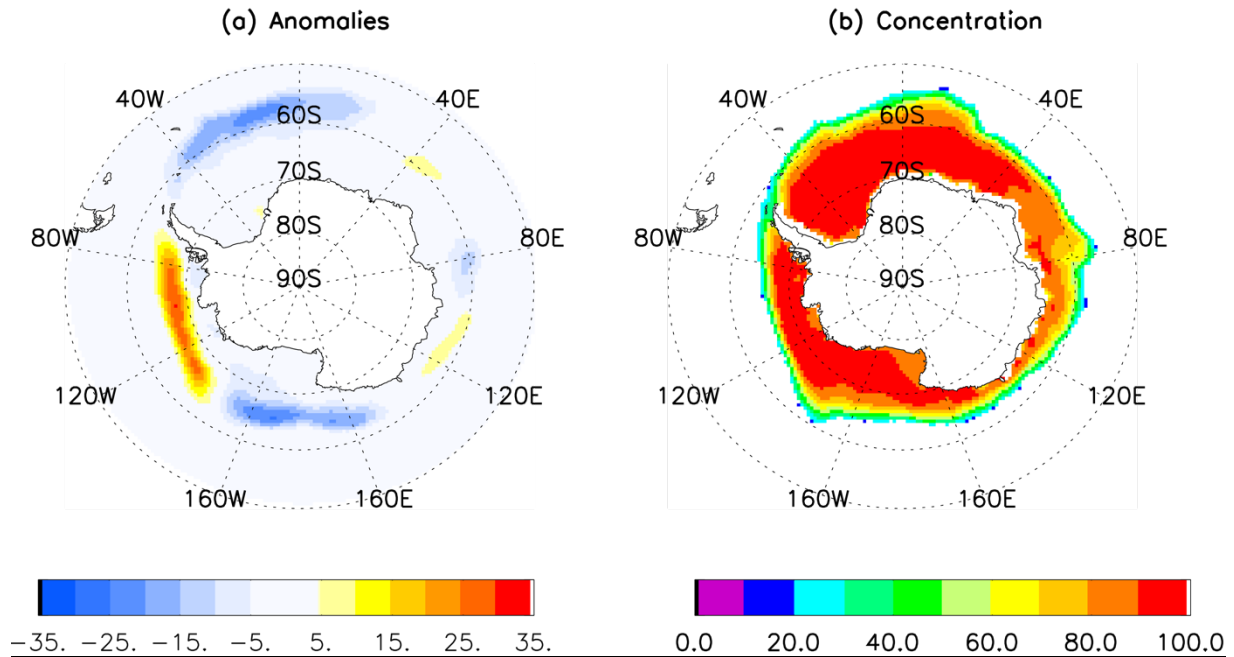 (a) Anomalies
(b) Concentration
40W
40E
60S
70S
80S
80W
80E
90S
120W
120E
160W
160E
40W
40E
60S
70S
80S
80W
80E
90S
120W
120E
160W
160E
−35. −25. −15. −5. 5. 15. 25. 35.
0.0 20.0 40.0 60.0 80.0 100.0